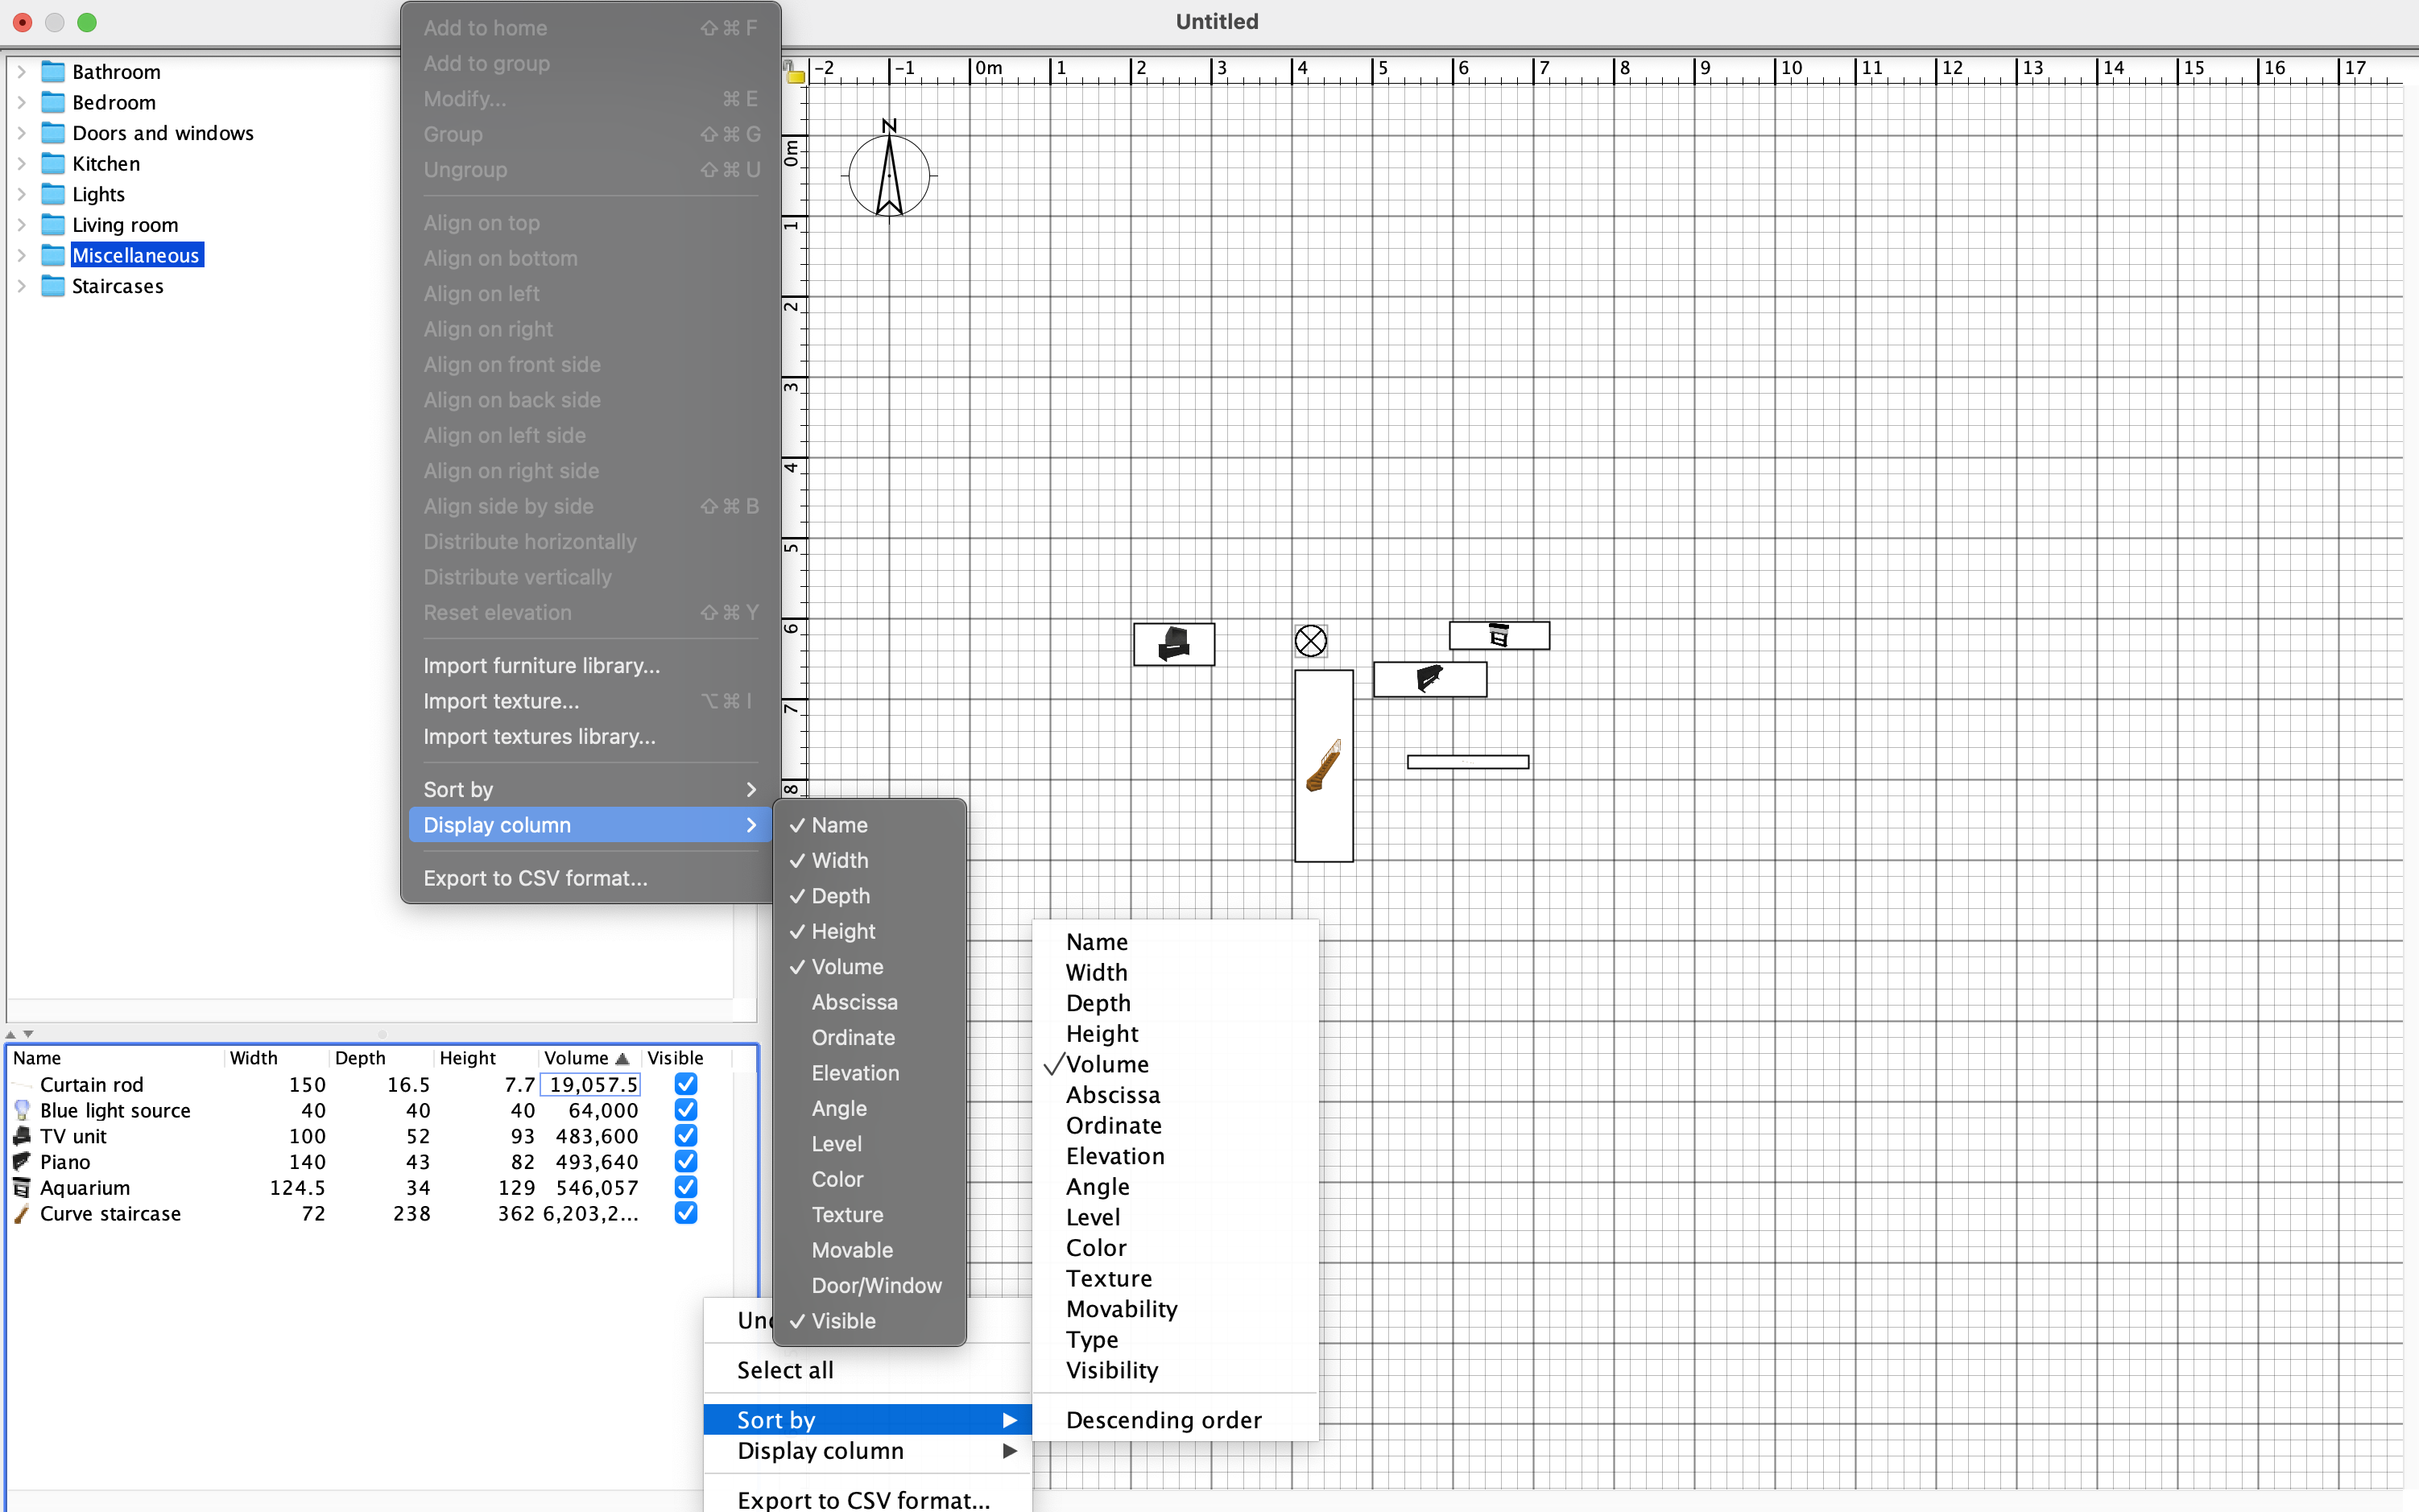 Untitled
Bathroom
Bedroom
Doors and windows
Kitchen
Lights
Living room
Miscellaneous
Staircases
Add to home ⇧⌘F
Add to group
Modify... ⌘E
Group ⇧⌘G
Ungroup ⇧⌘U
Align on top
Align on bottom
Align on left
Align on right
Align on front side
Align on back side
Align on left side
Align on right side
Align side by side ⇧⌘B
Distribute horizontally
Distribute vertically
Reset elevation ⇧⌘Y
Import furniture library...
Import texture... ⌥⌘I
Import textures library...
Sort by
Display column
Export to CSV format...
✓ Name
✓ Width
✓ Depth
✓ Height
✓ Volume
Abscissa
Ordinate
Elevation
Angle
Level
Color
Texture
Movable
Door/Window
✓ Visible
-2 -1 0m 1 2 3 4 5 6 7 8 9 10 11 12 13 14 15 16 17
0m
1
2
3
4
5
6
7
8
N
Name Width Depth Height Volume Visible
Curtain rod 150 16.5 7.7 19,057.5
Blue light source 40 40 40 64,000
TV unit 100 52 93 483,600
Piano 140 43 82 493,640
Aquarium 124.5 34 129 546,057
Curve staircase 72 238 362 6,203,2...
Select all
Sort by
Display column
Export to CSV format...
Name
Width
Depth
Height
Volume
Abscissa
Ordinate
Elevation
Angle
Level
Color
Texture
Movability
Type
Visibility
Descending order